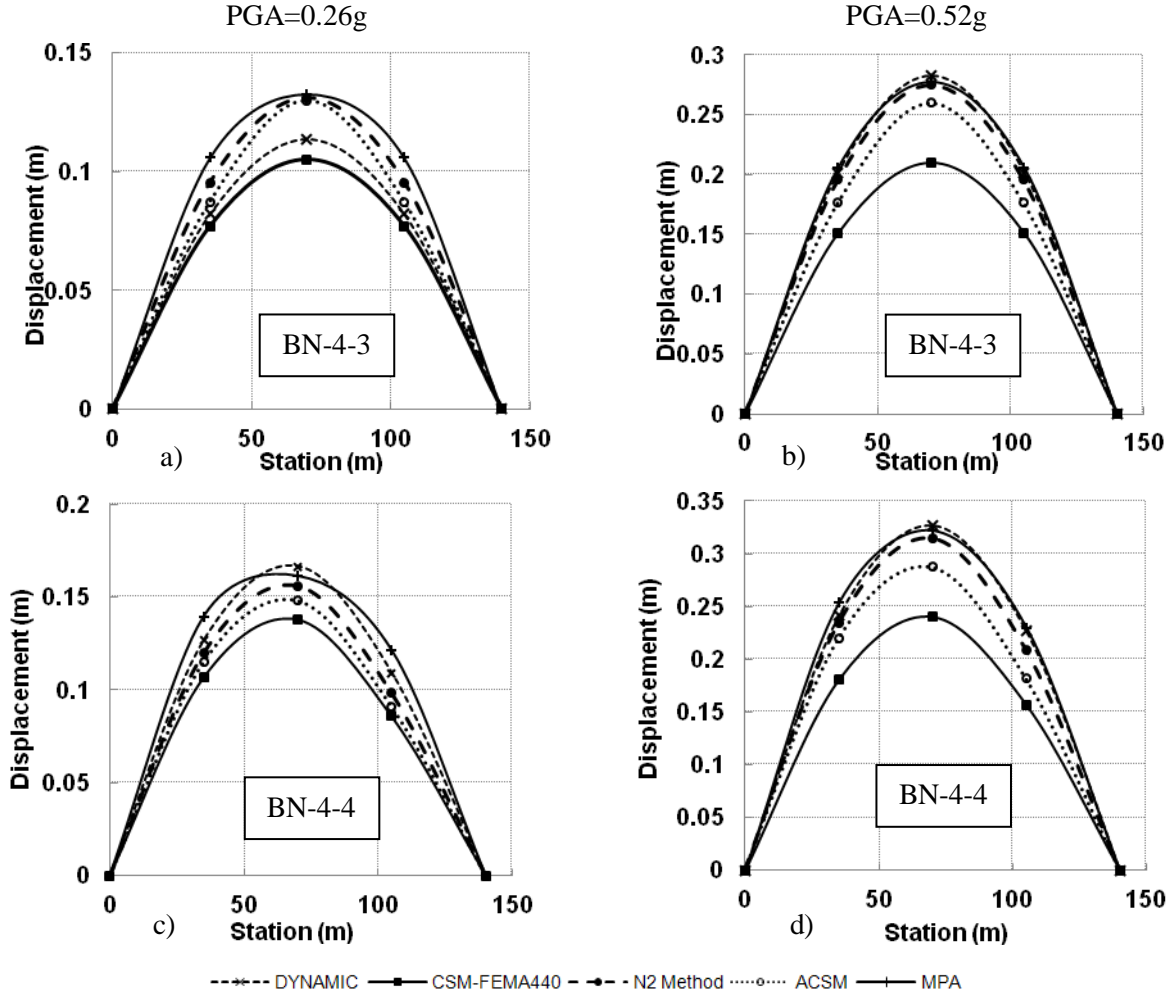 PGA=0.26g
PGA=0.52g
0.15
0.1
0.05
0
Displacement (m)
BN-4-3
0 50 100 150
a) Station (m)
0.3
0.25
0.2
0.15
0.1
0.05
0
Displacement (m)
BN-4-3
0 50 100 150
b) Station (m)
0.2
0.15
0.1
0.05
0
Displacement (m)
BN-4-4
0 50 100 150
c) Station (m)
0.35
0.3
0.25
0.2
0.15
0.1
0.05
0
Displacement (m)
BN-4-4
0 50 100 150
d) Station (m)
DYNAMIC CSM-FEMA440 N2 Method ACSM MPA